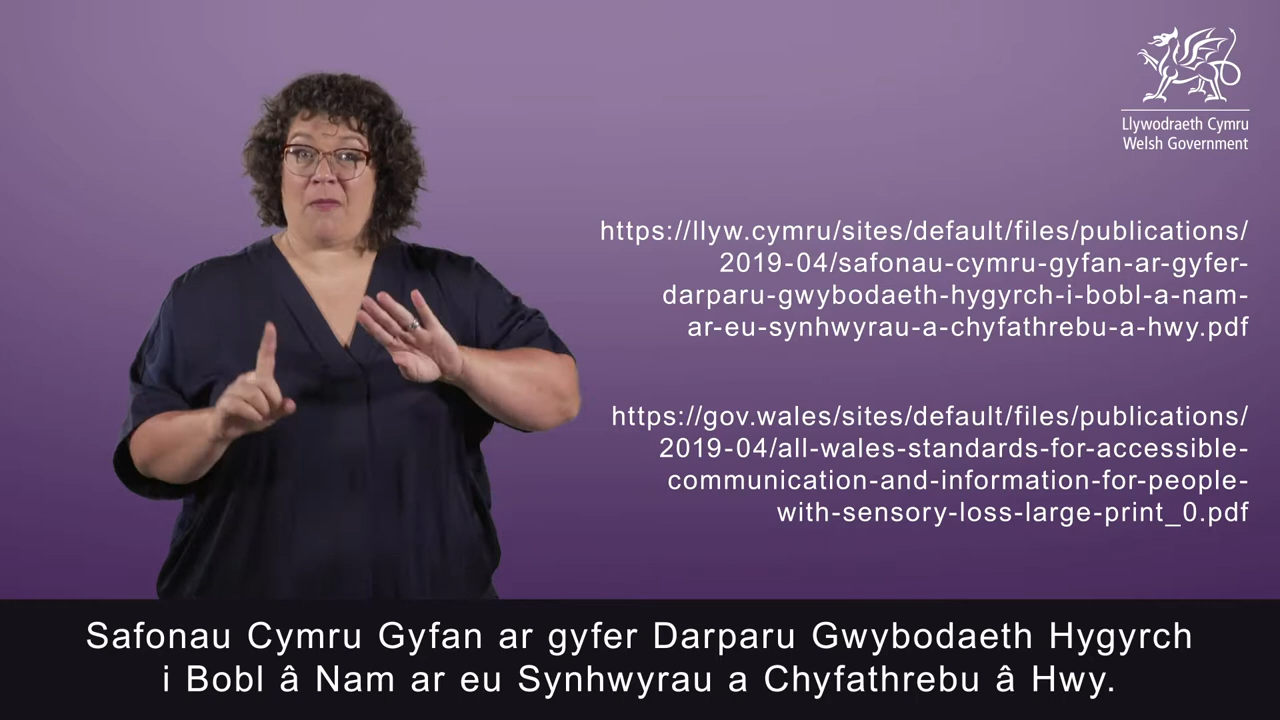 Llywodraeth Cymru
Welsh Government
https://llyw.cymru/sites/default/files/publications/
2019-04/safonau-cymru-gyfan-ar-gyfer-
darparu-gwybodaeth-hygyrch-i-bobl-a-nam-
ar-eu-synhwyrau-a-chyfathrebu-a-hwy.pdf
https://gov.wales/sites/default/files/publications/
2019-04/all-wales-standards-for-accessible-
communication-and-information-for-people-
with-sensory-loss-large-print_0.pdf
Safonau Cymru Gyfan ar gyfer Darparu Gwybodaeth Hygyrch
i Bobl â Nam ar eu Synhwyrau a Chyfathrebu â Hwy.